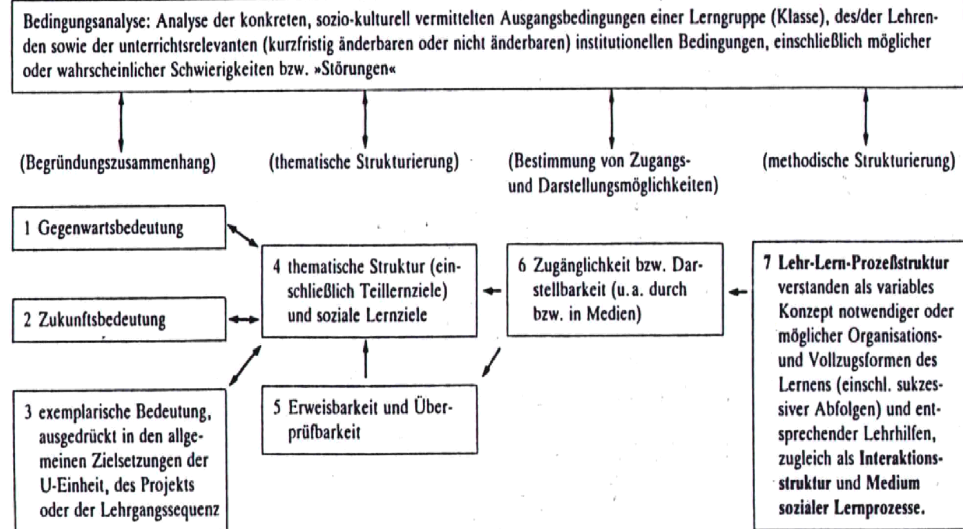 Bedingungsanalyse: Analyse der konkreten, sozio-kulturell vermittelten Ausgangsbedingungen einer Lerngruppe (Klasse), des/der Lehren-
den sowie der unterrichtsrelevanten (kurzfristig änderbaren oder nicht änderbaren) institutionellen Bedingungen, einschließlich möglicher
oder wahrscheinlicher Schwierigkeiten bzw. »Störungen«
(Begründungszusammenhang)
(thematische Strukturierung)
(Bestimmung von Zugangs-
und Darstellungsmöglichkeiten)
(methodische Strukturierung)
1 Gegenwartsbedeutung
2 Zukunftsbedeutung
3 exemplarische Bedeutung,
ausgedrückt in den allge-
meinen Zielsetzungen der
U-Einheit, des Projekts
oder der Lehrgangssequenz
4 thematische Struktur (ein-
schließlich Teillernziele)
und soziale Lernziele
5 Erweisbarkeit und Über-
prüfbarkeit
6 Zugänglichkeit bzw. Dar-
stellbarkeit (u. a. durch
bzw. in Medien)
7 Lehr-Lern-Prozeßstruktur
verstanden als variables
Konzept notwendiger oder
möglicher Organisations-
und Vollzugsformen des
Lernens (einschl. sukzes-
siver Abfolgen) und ent-
sprechender Lehrhilfen,
zugleich als Interaktions-
struktur und Medium
sozialer Lernprozesse.